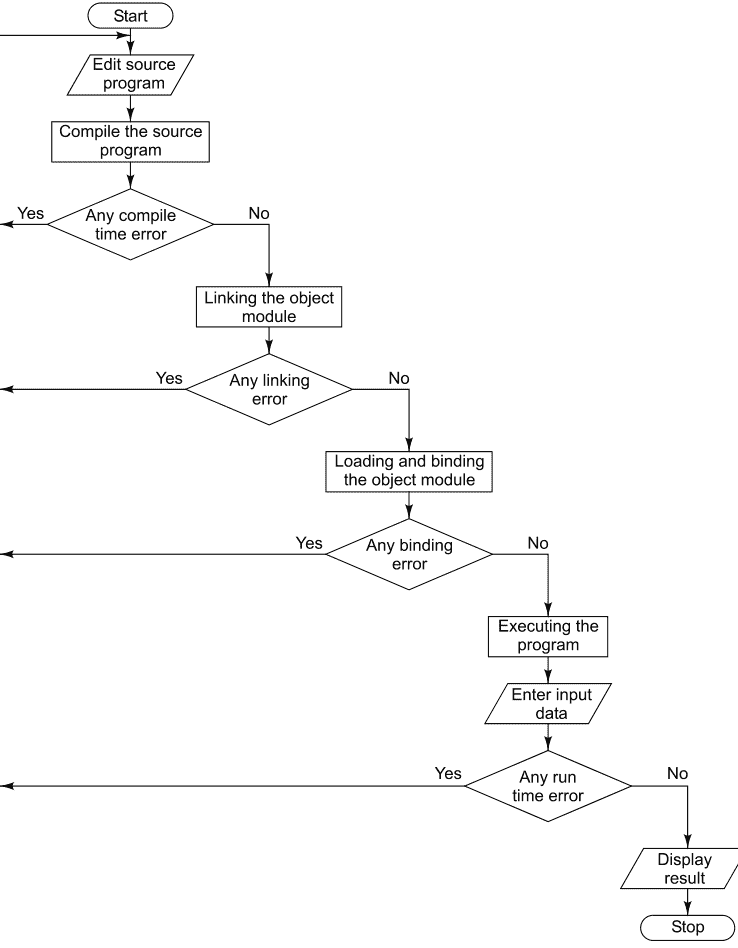 Start
Edit source
program
Compile the source
program
Yes
Any compile
time error
No
Linking the object
module
Yes
Any linking
error
No
Loading and binding
the object module
Yes
Any binding
error
No
Executing the
program
Enter input
data
Yes
Any run
time error
No
Display
result
Stop